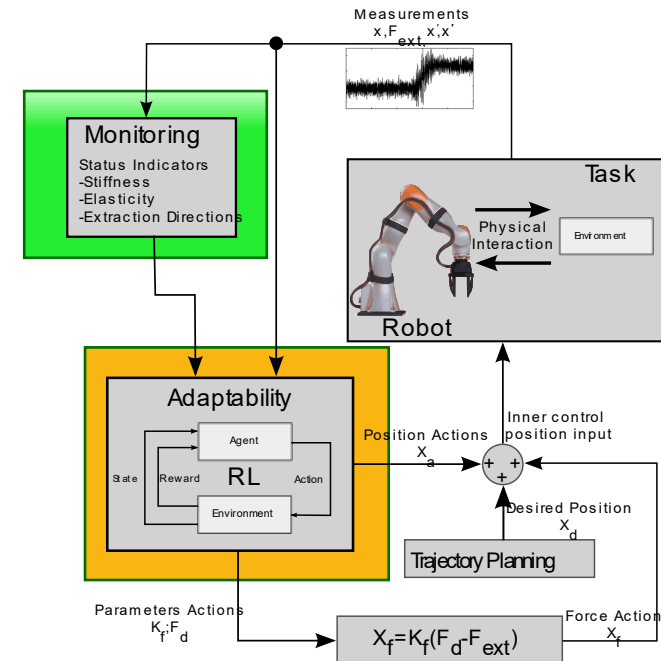 Measurements
x,F_ext, x′,x″
Monitoring
Status Indicators
-Stiffness
-Elasticity
-Extraction Directions
Task
Physical
Interaction
Environment
Robot
Adaptability
Agent
State
Reward
RL
Action
Environment
Position Actions
X_a
Inner control
position input
+ +
+
Desired Position
X_d
Trajectory Planning
Parameters Actions
K_f;F_d
X_f=K_f(F_d-F_ext)
Force Action
X_f